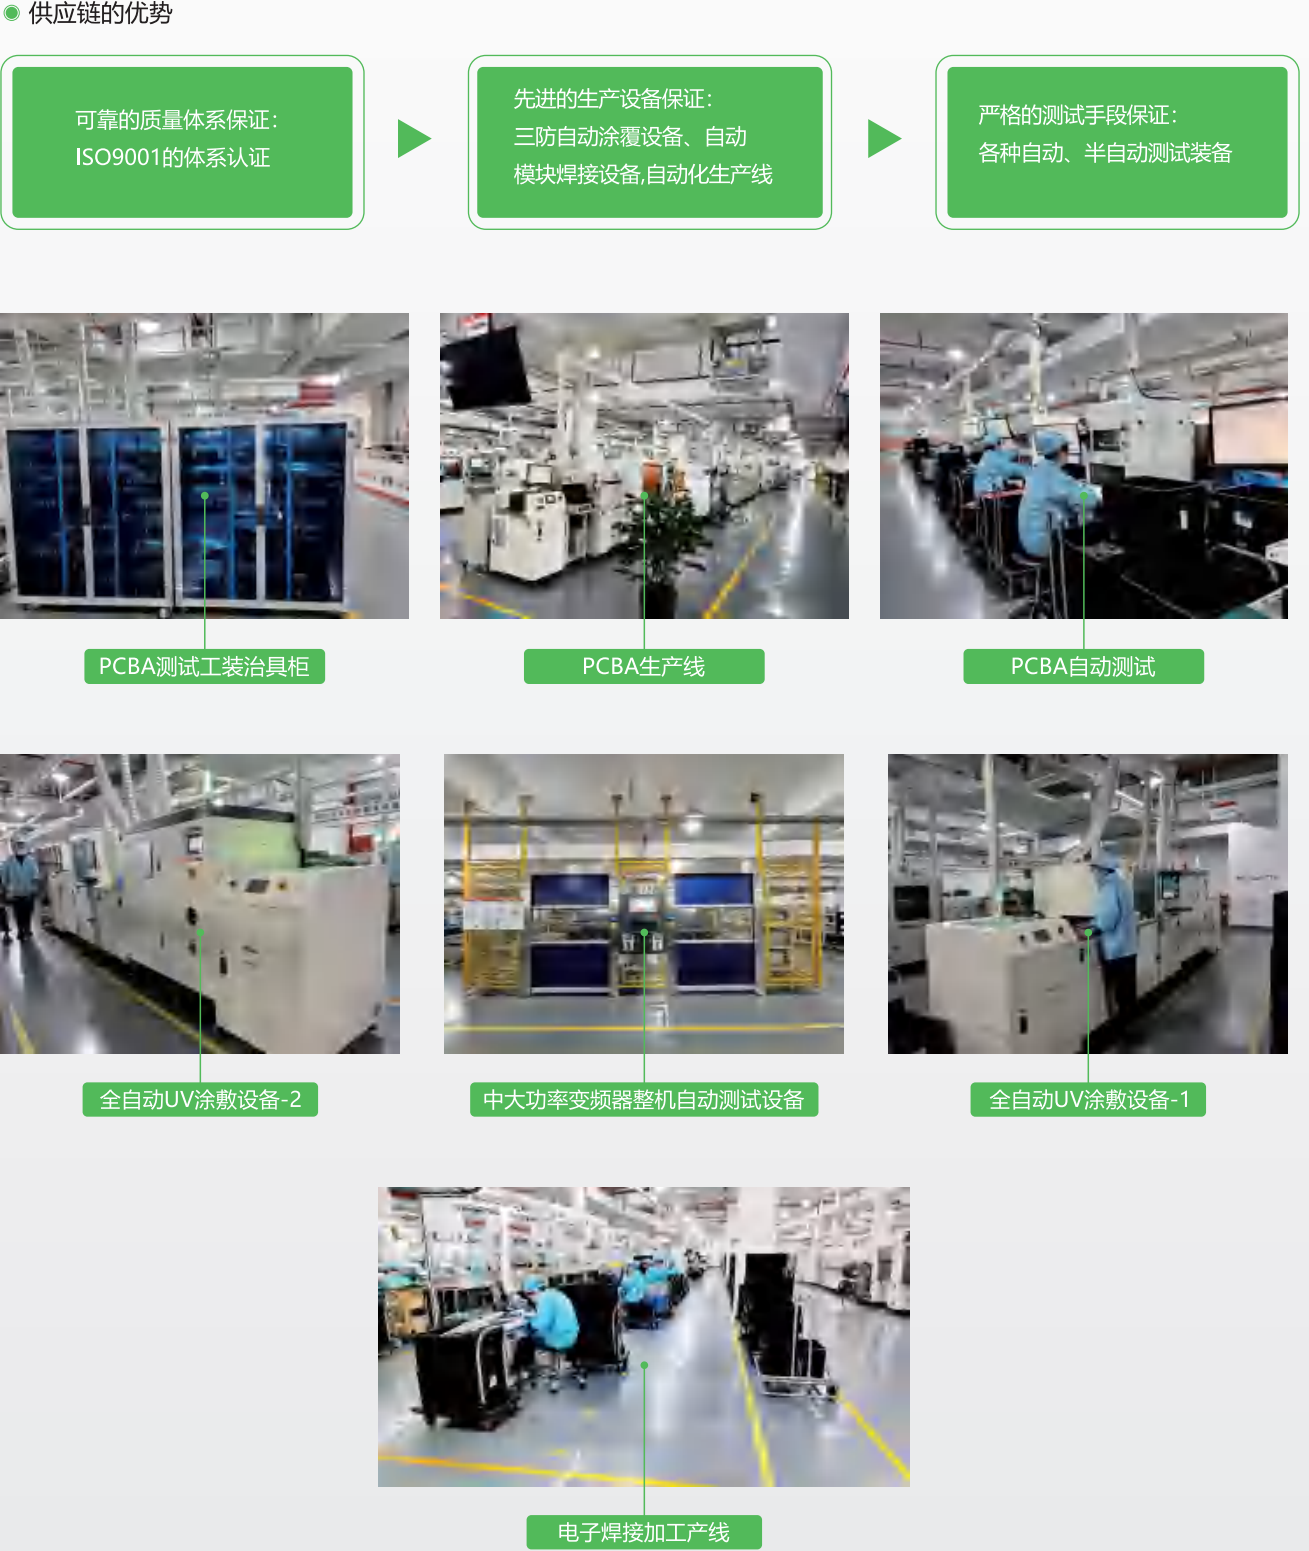 供应链的优势
可靠的质量体系保证：
ISO9001的体系认证
先进的生产设备保证：
三防自动涂覆设备、自动
模块焊接设备,自动化生产线
严格的测试手段保证：
各种自动、半自动测试装备
PCBA测试工装治具柜
PCBA生产线
PCBA自动测试
全自动UV涂敷设备-2
中大功率变频器整机自动测试设备
全自动UV涂敷设备-1
电子焊接加工产线